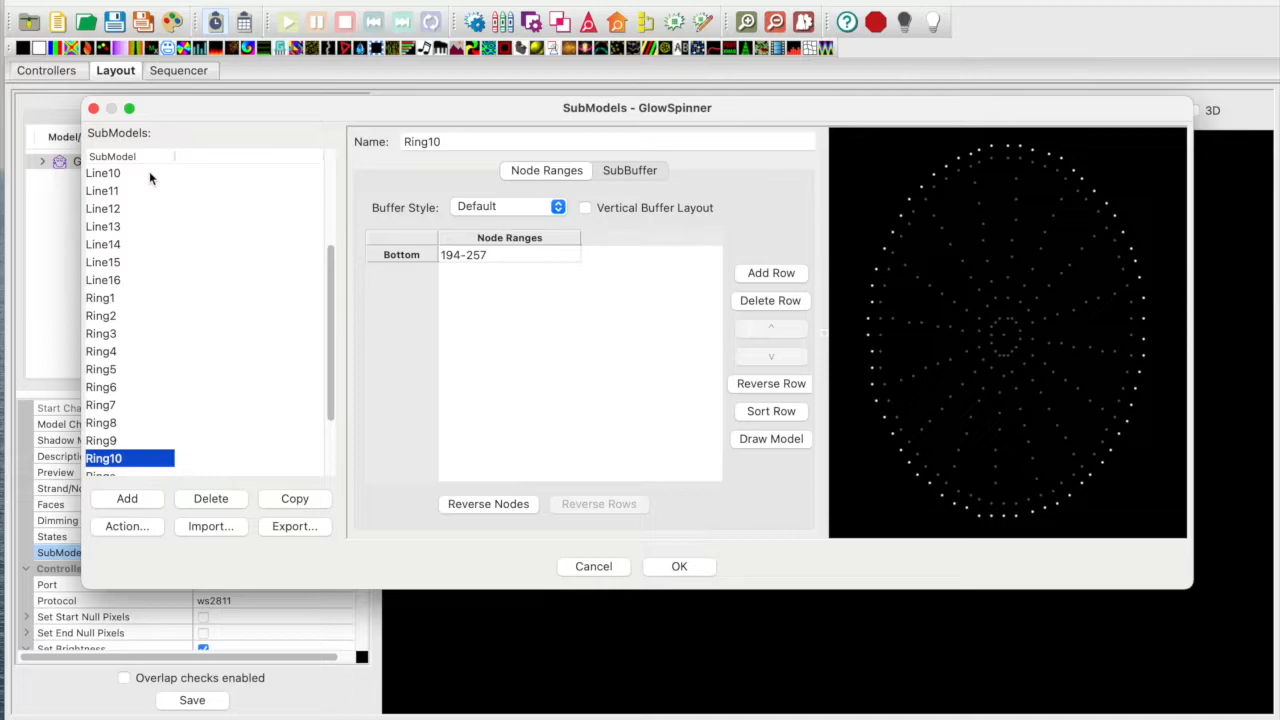 Controllers
Layout
Sequencer
SubModels - GlowSpinner
3D
Model/
G
SubModels:
SubModel
Line10
Line11
Line12
Line13
Line14
Line15
Line16
Ring1
Ring2
Ring3
Ring4
Ring5
Ring6
Ring7
Ring8
Ring9
Ring10
Add
Delete
Copy
Action...
Import...
Export...
Name:
Ring10
Node Ranges
SubBuffer
Buffer Style:
Default
Vertical Buffer Layout
Node Ranges
Bottom
194-257
Add Row
Delete Row
^
v
Reverse Row
Sort Row
Draw Model
Reverse Nodes
Reverse Rows
Cancel
OK
Start Cha
Model Ch
Shadow M
Descripti
Preview
Strand/No
Faces
Dimming
States
SubMode
Controlle
Port
Protocol
ws2811
Set Start Null Pixels
Set End Null Pixels
Set Brightness
Overlap checks enabled
Save